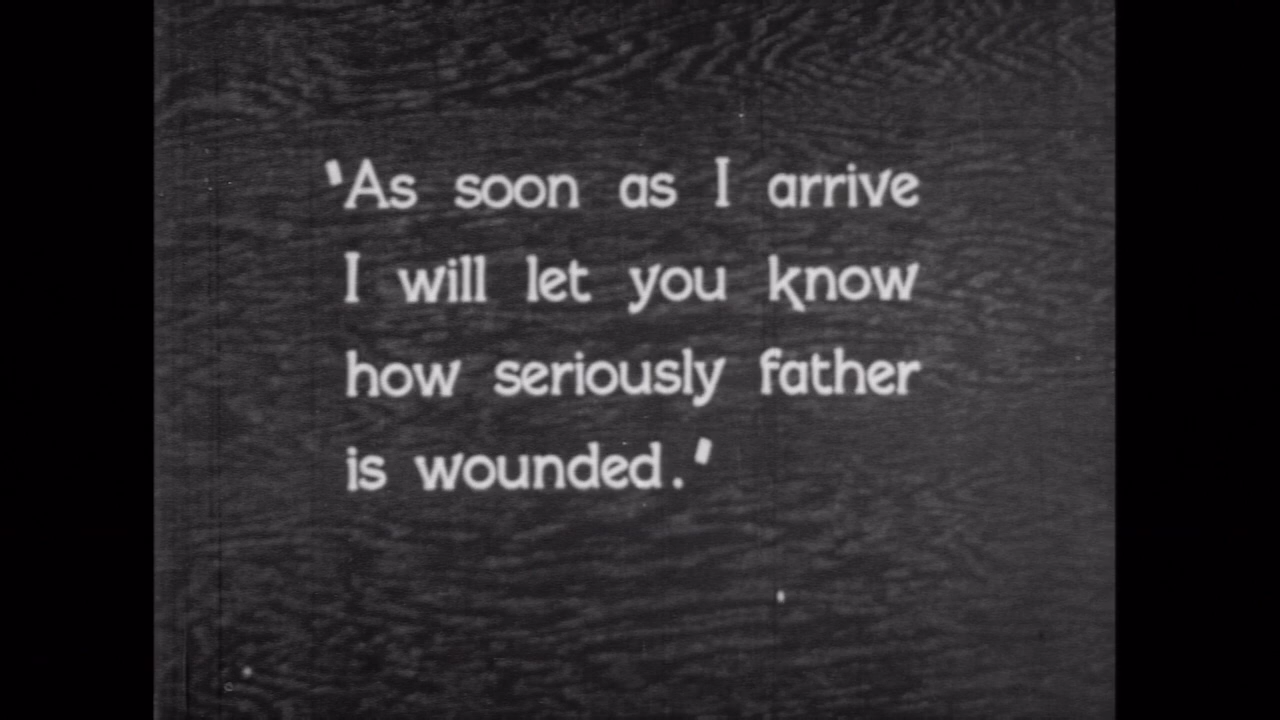 'As soon as I arrive
I will let you know
how seriously father
is wounded.'